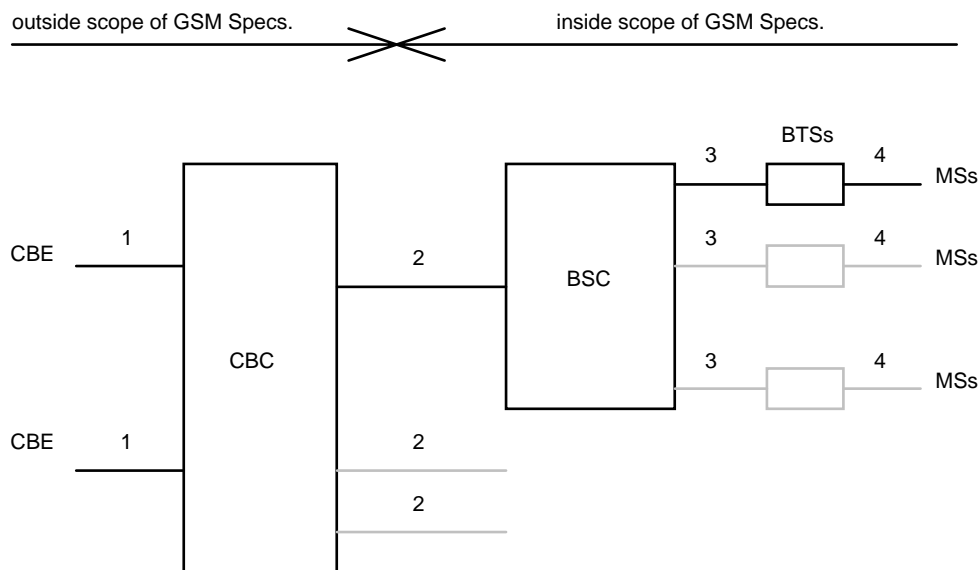 outside scope of GSM Specs. inside scope of GSM Specs.
BTSs
3 4 MSs
CBE 1 3 4 MSs
2 BSC
CBC 3 4 MSs
CBE 1 2
2